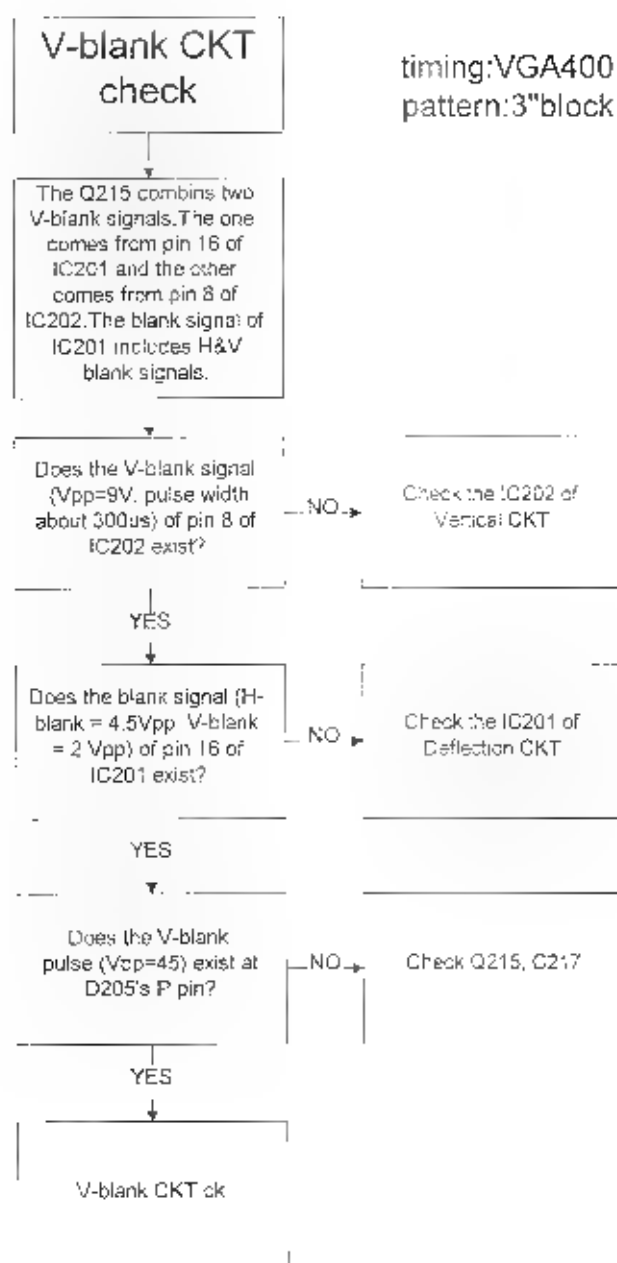 V-blank CKT
check
timing:VGA400
pattern:3"block
The Q215 combins two
V-blank signals.The one
comes from pin 16 of
IC201 and the other
comes from pin 8 of
IC202.The blank signal of
IC201 includes H&V
blank signals.
Does the V-blank signal
(Vpp=9V, pulse width
about 300us) of pin 8 of
IC202 exist?
NO
Check the IC202 of
Vertical CKT
YES
Does the blank signal (H-
blank = 4.5Vpp V-blank
= 2 Vpp) of pin 16 of
IC201 exist?
NO
Check the IC201 of
Deflection CKT
YES
Does the V-blank
pulse (Vpp=45) exist at
D205's P pin?
NO
Check Q215, C217
YES
V-blank CKT ok